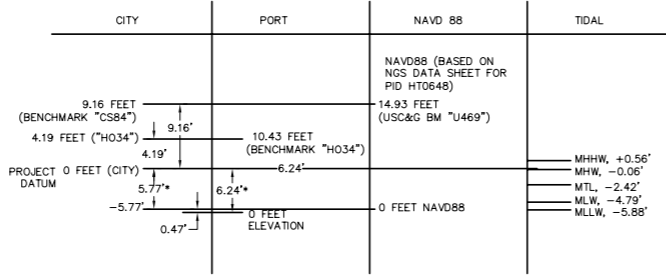 CITY
PORT
NAVD 88
TIDAL
NAVD88 (BASED ON
NGS DATA SHEET FOR
PID HT0648)
9.16 FEET
(BENCHMARK "CS84")
9.16'
14.93 FEET
(USC&G BM "U469")
4.19 FEET ("HO34")
4.19'
10.43 FEET
(BENCHMARK "HO34")
PROJECT 0 FEET (CITY)
DATUM
6.24'
MHHW, +0.56'
MHW, -0.06'
MTL, -2.42'
MLW, -4.79'
MLLW, -5.88'
5.77'*
6.24'*
-5.77'
0 FEET NAVD88
0 FEET
ELEVATION
0.47'